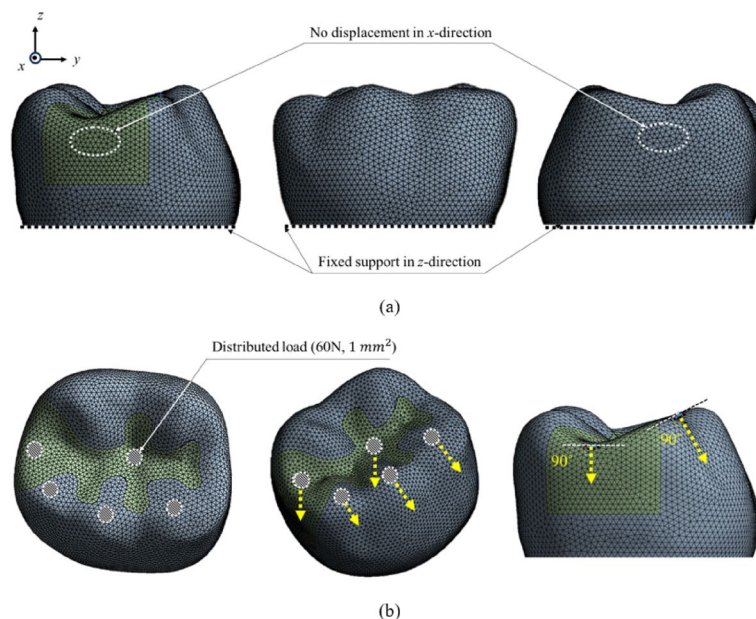 (a)
z
x
y
No displacement in x-direction
Fixed support in z-direction
(a)
Distributed load (60N, 1 mm²)
90°
90°
(b)